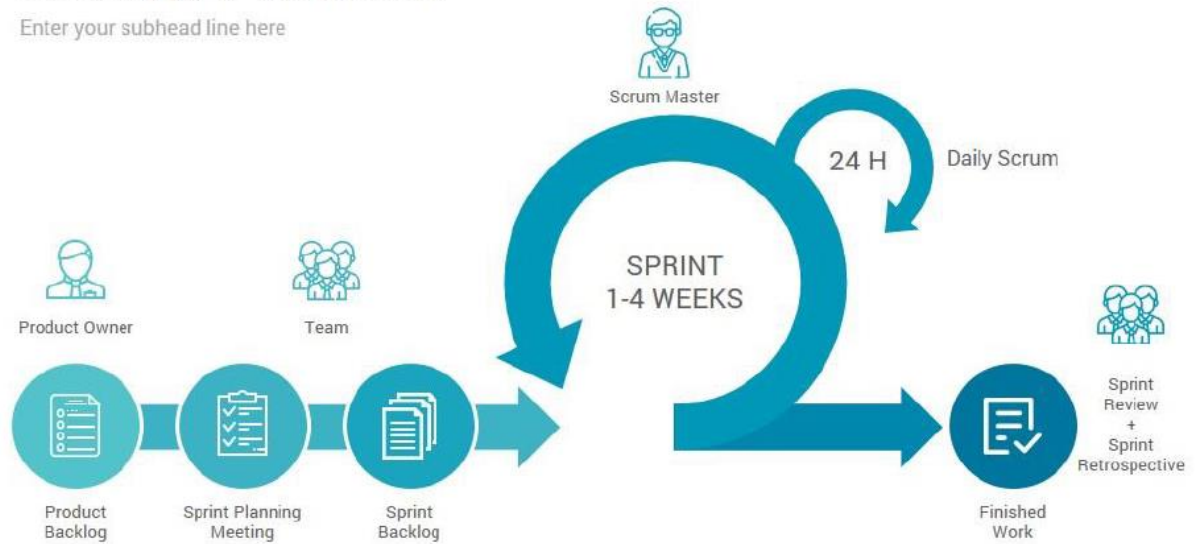 Enter your subhead line here
Scrum Master
24 H
Daily Scrum
SPRINT
1-4 WEEKS
Product Owner
Team
Sprint
Review
+
Sprint
Retrospective
Product
Backlog
Sprint Planning
Meeting
Sprint
Backlog
Finished
Work